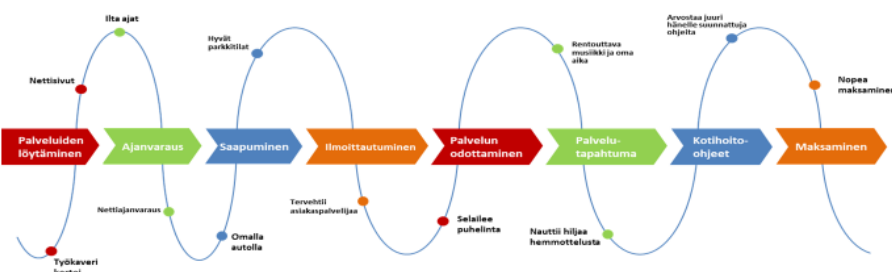 Ilta ajat
Nettisivut
Hyvät
parkkitilat
Rentouttava
musiikki ja oma
aika
Arvostaa juuri
hänelle suunnattuja
ohjeita
Nopea
maksaminen
Palveluiden
löytäminen
Ajanvaraus
Saapuminen
Ilmoittautuminen
Palvelun
odottaminen
Palvelu-
tapahtuma
Kotihoito-
ohjeet
Maksaminen
Työkaveri
kertoi
Nettiajanvaraus
Omalla
autolla
Tervehtii
asiakaspalvelijaa
Selailee
puhelinta
Nauttii hiljaa
hemmottelusta